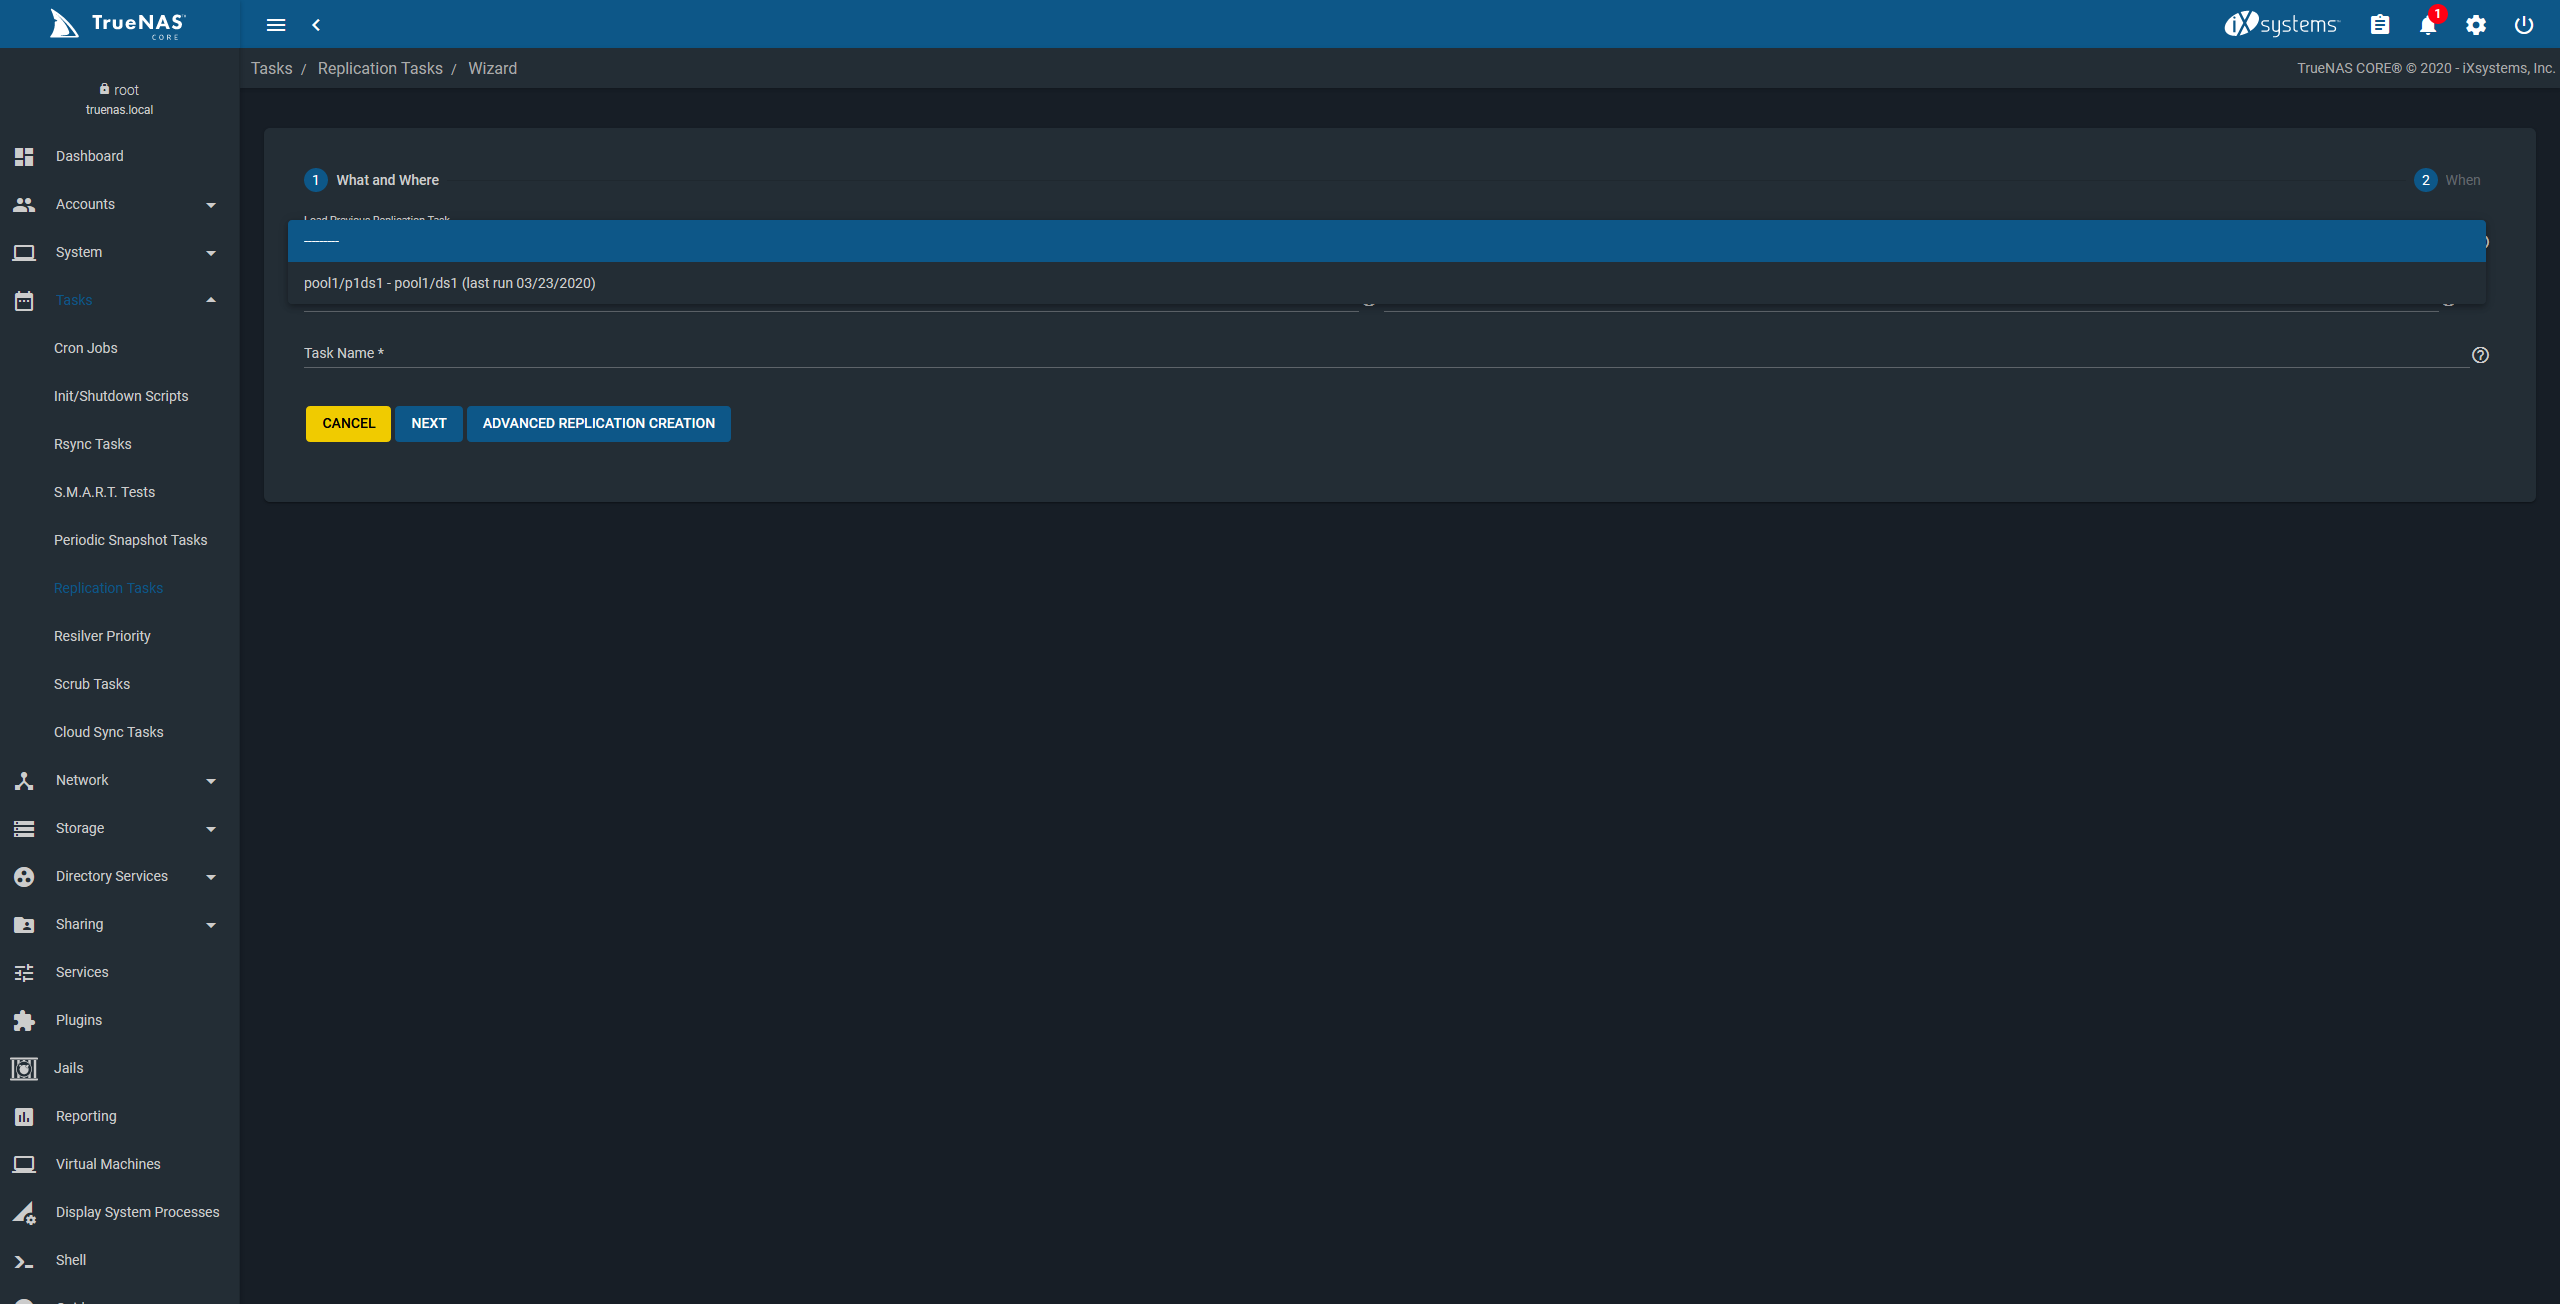 TrueNAS
CORE
iXsystems
1
Tasks / Replication Tasks / Wizard
TrueNAS CORE® © 2020 - iXsystems, Inc.
root
truenas.local
Dashboard
Accounts
System
Tasks
Cron Jobs
Init/Shutdown Scripts
Rsync Tasks
S.M.A.R.T. Tests
Periodic Snapshot Tasks
Replication Tasks
Resilver Priority
Scrub Tasks
Cloud Sync Tasks
Network
Storage
Directory Services
Sharing
Services
Plugins
Jails
Reporting
Virtual Machines
Display System Processes
Shell
1 What and Where
2 When
Load Previous Replication Task
---------
pool1/p1ds1 - pool1/ds1 (last run 03/23/2020)
Task Name *
CANCEL
NEXT
ADVANCED REPLICATION CREATION